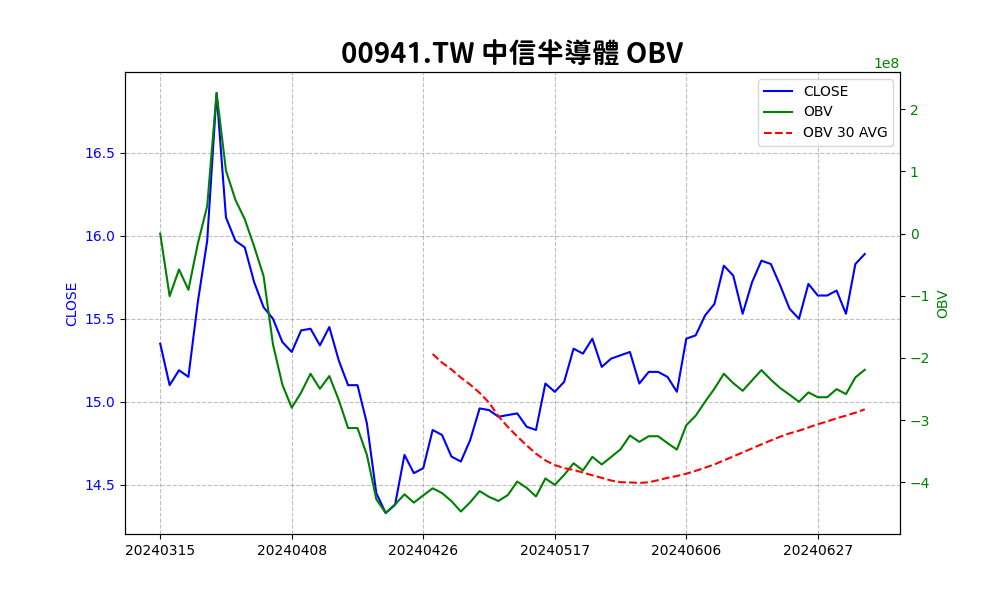 00941.TW 中信半導體 OBV
1e8
CLOSE
OBV
OBV 30 AVG
16.5
16.0
15.5
15.0
14.5
CLOSE
2
1
0
−1
−2
−3
−4
OBV
20240315
20240408
20240426
20240517
20240606
20240627